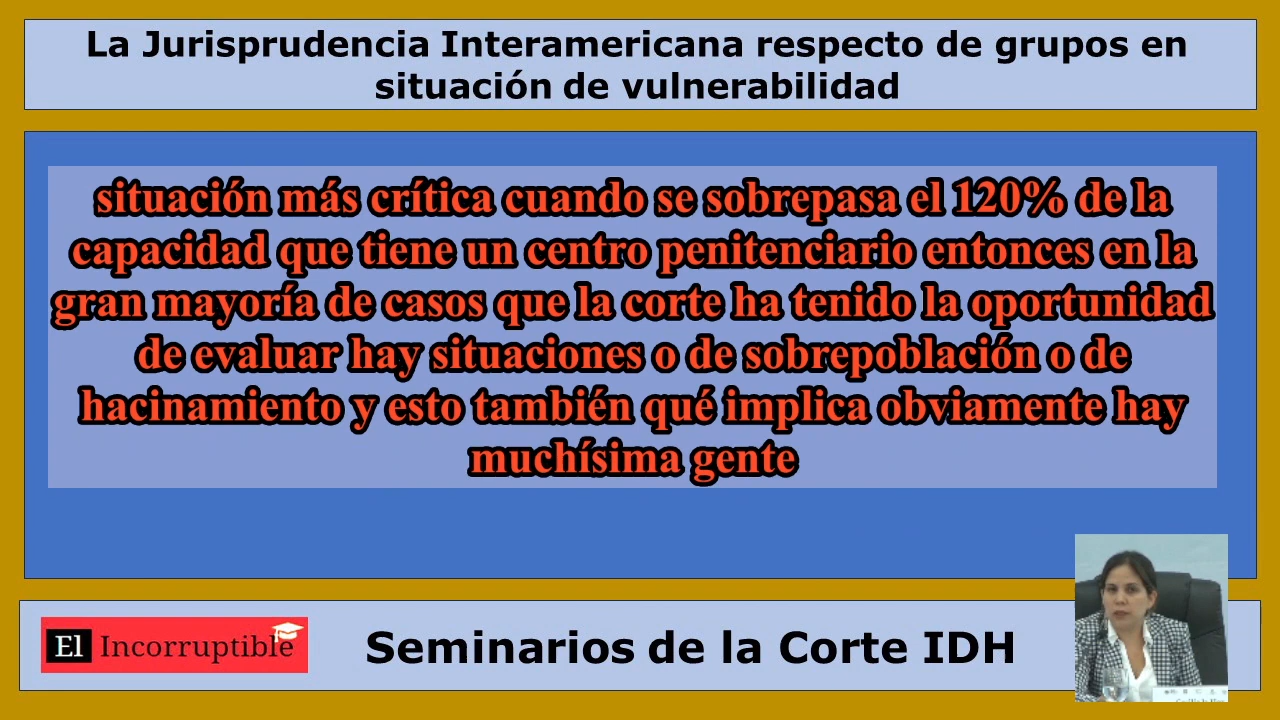 La Jurisprudencia Interamericana respecto de grupos en
situación de vulnerabilidad
situación más crítica cuando se sobrepasa el 120% de la
capacidad que tiene un centro penitenciario entonces en la
gran mayoría de casos que la corte ha tenido la oportunidad
de evaluar hay situaciones o de sobrepoblación o de
hacinamiento y esto también qué implica obviamente hay
muchísima gente
El Incorruptible
Seminarios de la Corte IDH